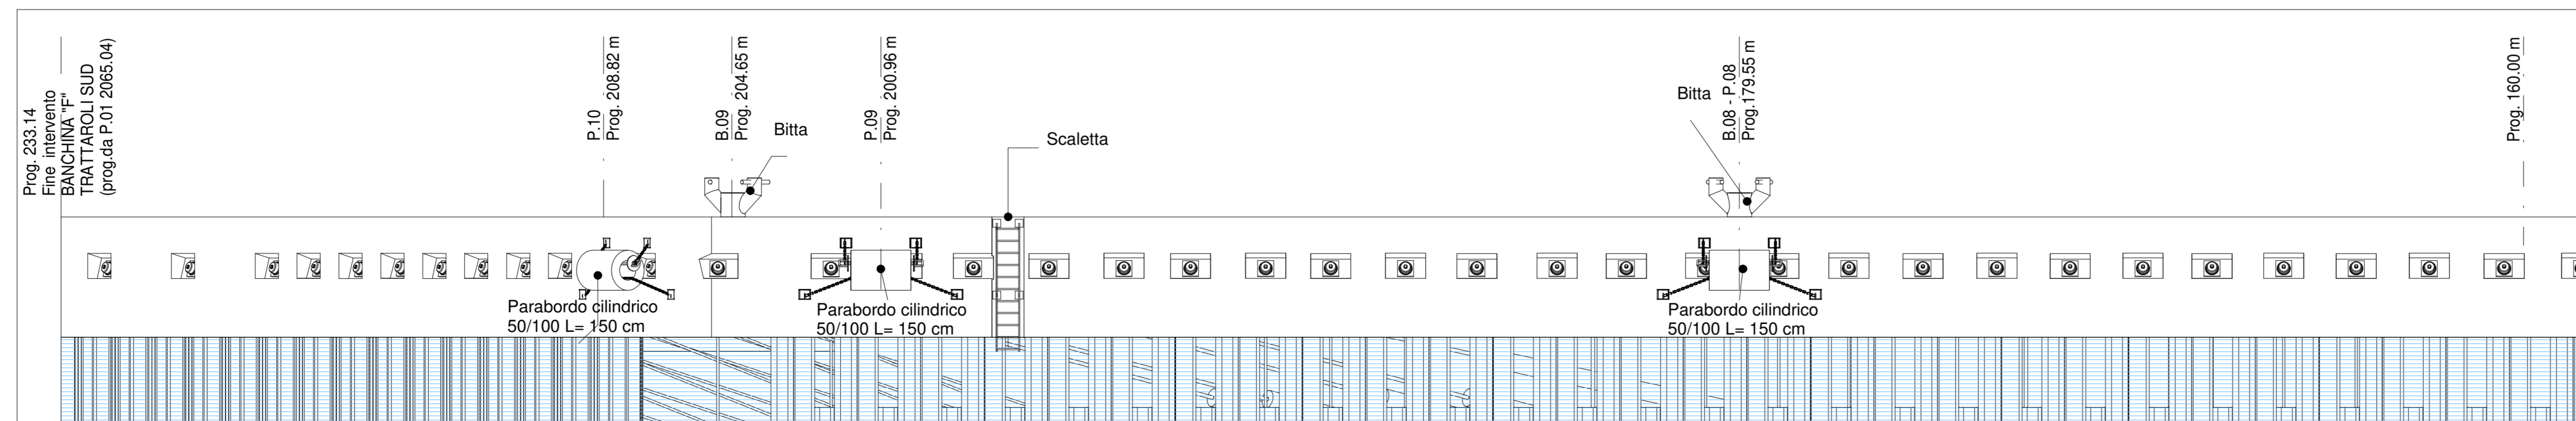 Prog. 233.14
Fine intervento
BANCHINA "F"
TRATTAROLI SUD
(prog.da P.01 2065.04)
P.10
Prog. 208.82 m
B.09
Prog. 204.65 m
Bitta
P.09
Prog. 200.96 m
Scaletta
Bitta
B.08 - P.08
Prog.179.55 m
Prog. 160.00 m
Parabordo cilindrico
50/100 L= 150 cm
Parabordo cilindrico
50/100 L= 150 cm
Parabordo cilindrico
50/100 L= 150 cm